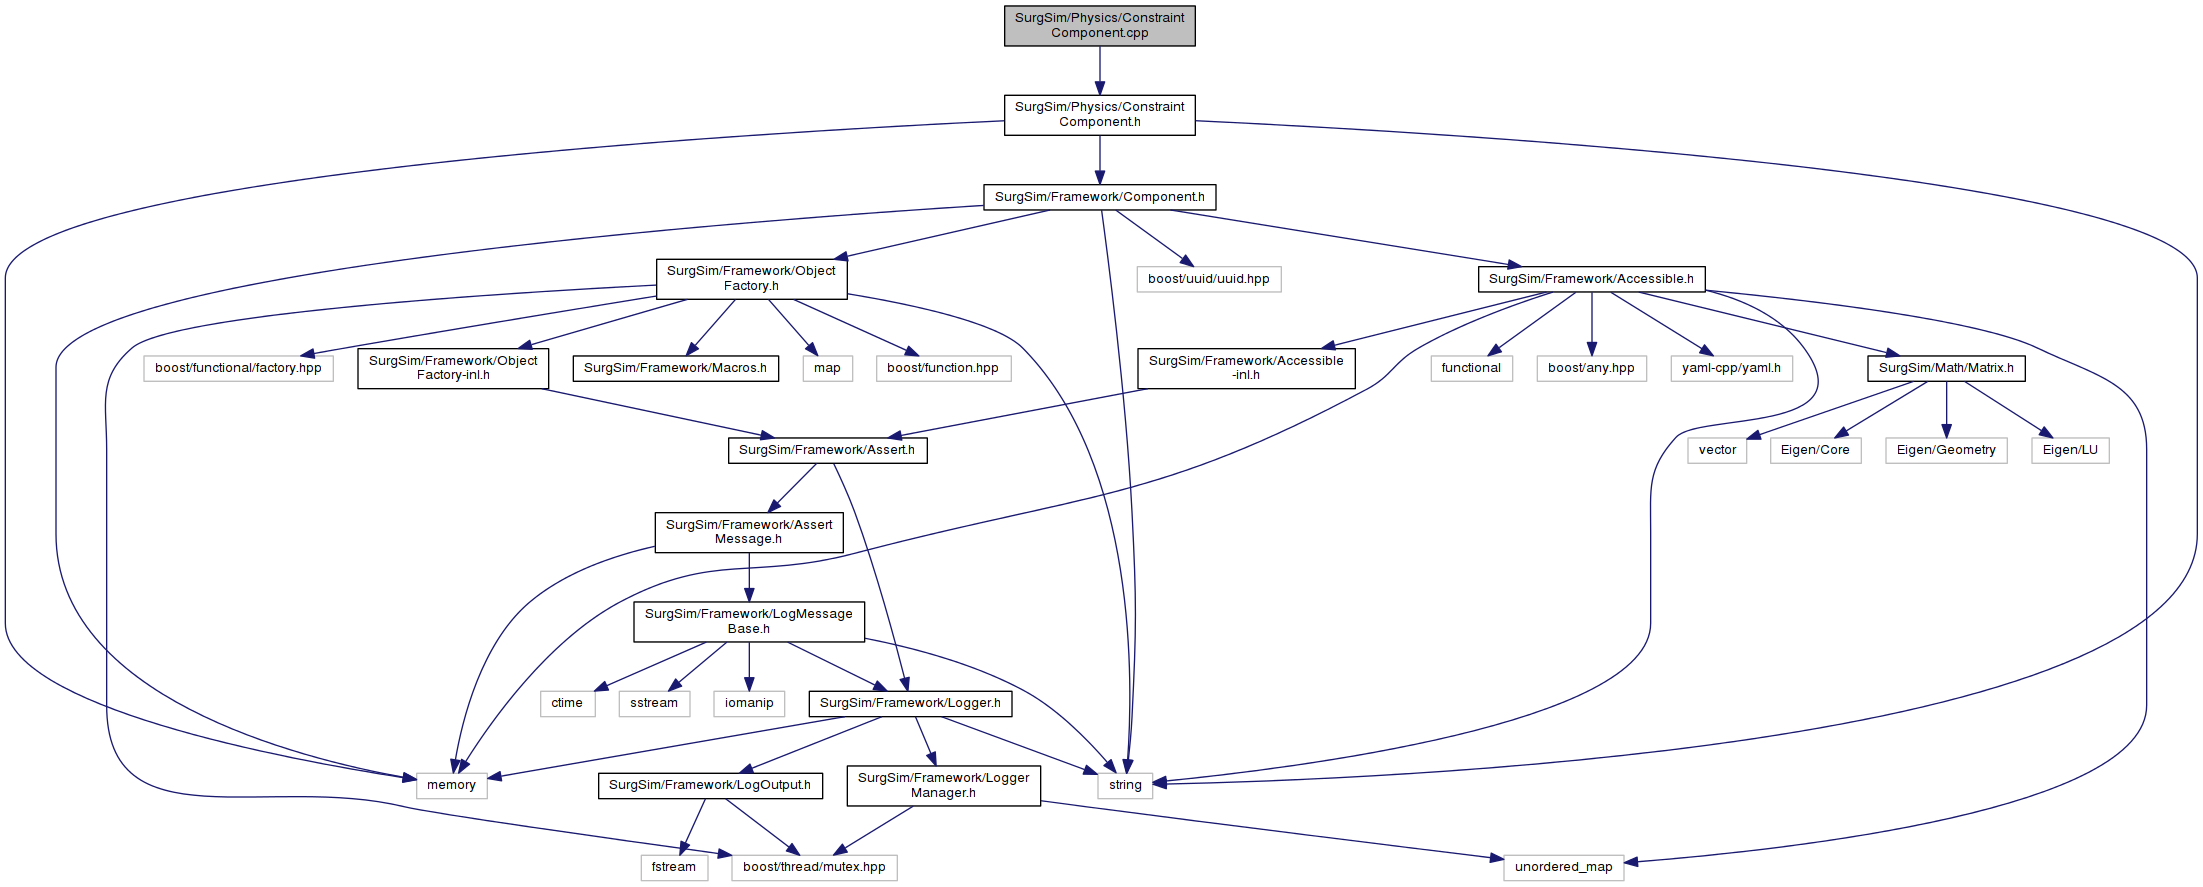 SurgSim/Physics/Constraint
Component.cpp
SurgSim/Physics/Constraint
Component.h
SurgSim/Framework/Component.h
SurgSim/Framework/Object
Factory.h
boost/uuid/uuid.hpp
SurgSim/Framework/Accessible.h
boost/functional/factory.hpp
SurgSim/Framework/Object
Factory-inl.h
SurgSim/Framework/Macros.h
map
boost/function.hpp
SurgSim/Framework/Accessible
-inl.h
functional
boost/any.hpp
yaml-cpp/yaml.h
SurgSim/Math/Matrix.h
SurgSim/Framework/Assert.h
vector
Eigen/Core
Eigen/Geometry
Eigen/LU
SurgSim/Framework/Assert
Message.h
SurgSim/Framework/LogMessage
Base.h
ctime
sstream
iomanip
SurgSim/Framework/Logger.h
memory
SurgSim/Framework/LogOutput.h
SurgSim/Framework/Logger
Manager.h
string
fstream
boost/thread/mutex.hpp
unordered_map